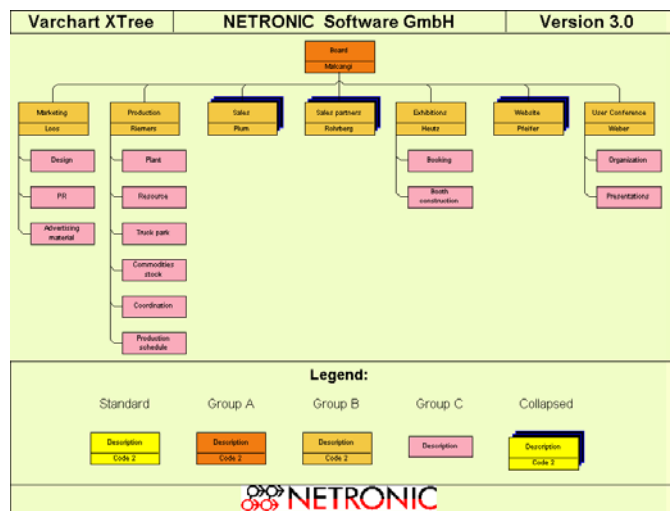 Varchart XTree NETRONIC Software GmbH Version 3.0
Board
Matcangi
Marketing Production Sales Sales partners Exhibitions Website User Conference
Loos Riemers Plum Rohrberg Heutz Pfeifer Weber
Design Plant Booking Organization
PR Resource Booth construction Presentations
Advertising material Truck park
Commodities stock
Coordination
Production schedule
Legend:
Standard Group A Group B Group C Collapsed
Description Description Description Description Description
Code 2 Code 2 Code 2 Code 2
NETRONIC